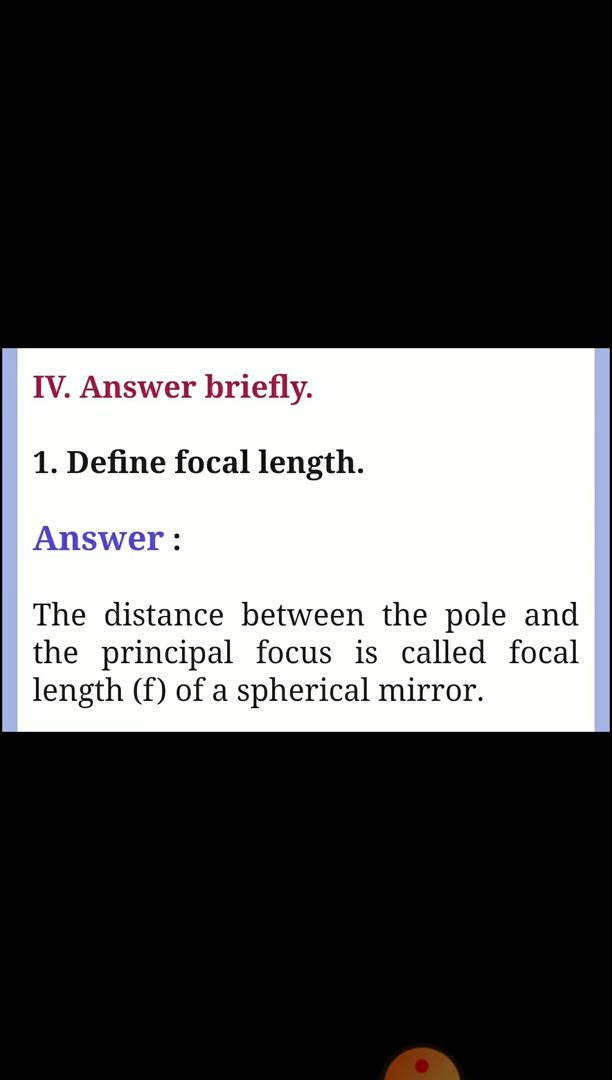 IV. Answer briefly.
1. Define focal length.
Answer :
The distance between the pole and
the principal focus is called focal
length (f) of a spherical mirror.